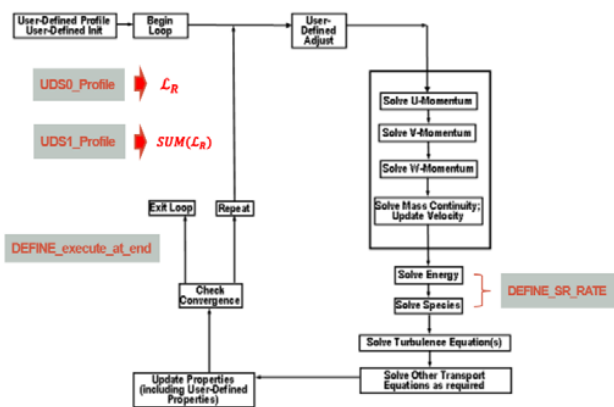 User-Defined Profile
User-Defined Init
Begin
Loop
User-
Defined
Adjust
UDS0_Profile
ℒR
UDS1_Profile
SUM(ℒR)
Solve U-Momentum
Solve V-Momentum
Solve W-Momentum
Solve Mass Continuity;
Update Velocity
Exit Loop
Repeat
DEFINE_execute_at_end
Check
Convergence
Solve Energy
Solve Species
DEFINE_SR_RATE
Solve Turbulence Equation(s)
Update Properties
(including User-Defined
Properties)
Solve Other Transport
Equations as required